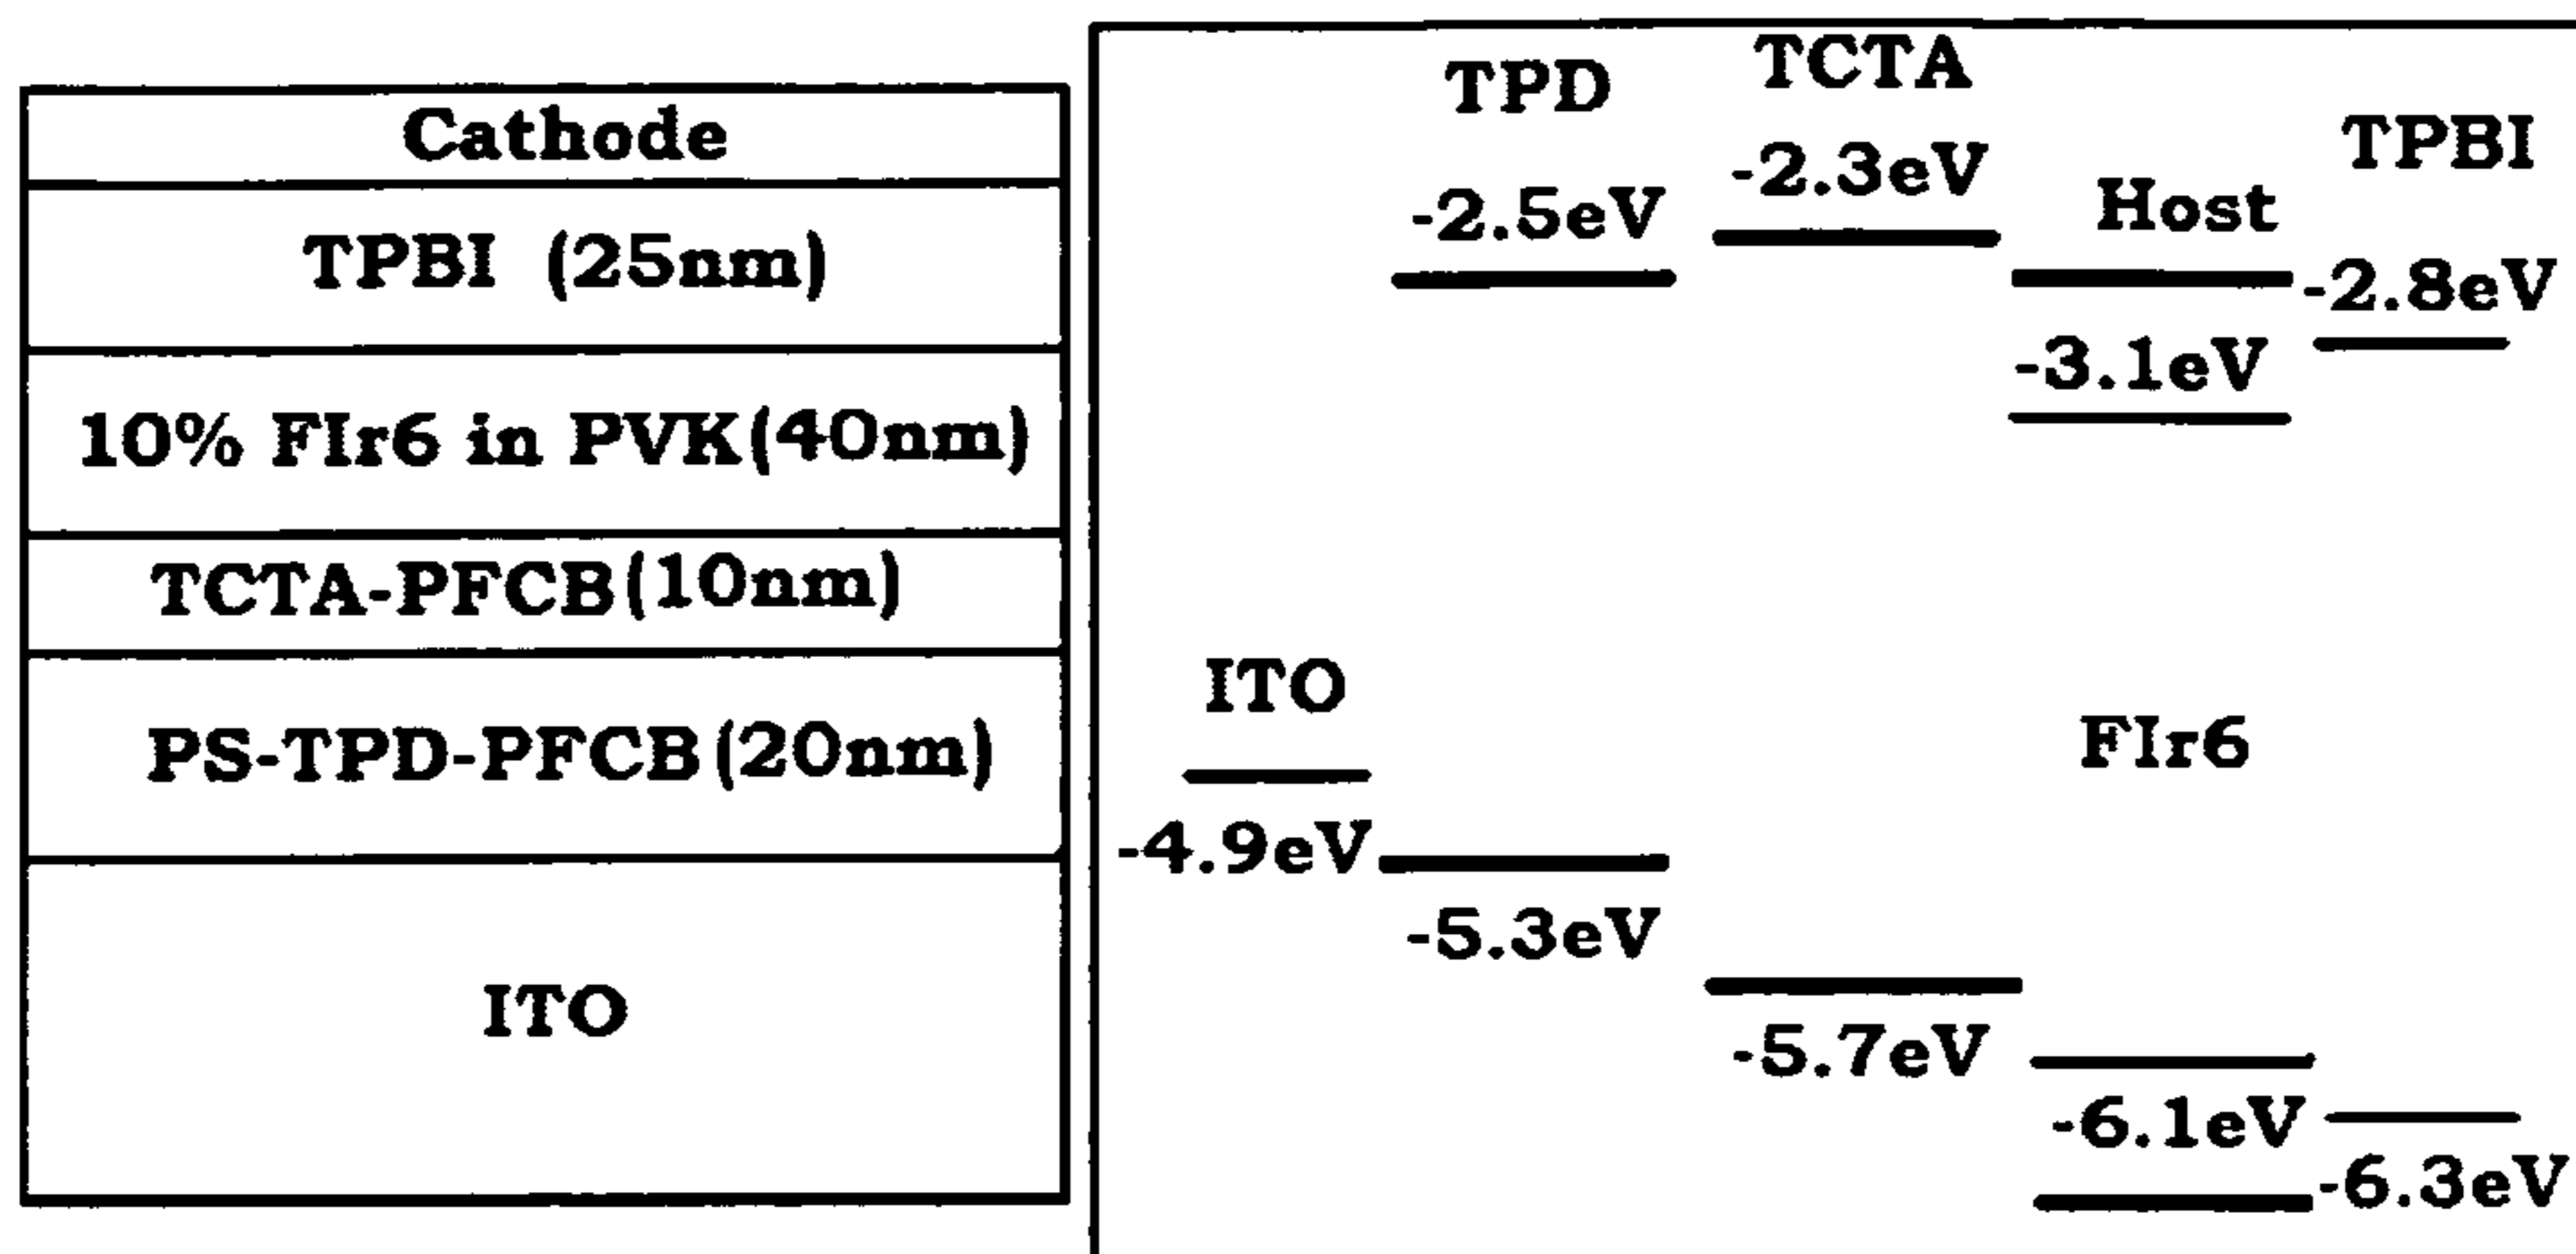 Cathode
TPBI (25nm)
10% FIr6 in PVK(40nm)
TCTA-PFCB(10nm)
PS-TPD-PFCB(20nm)
ITO
TPD
TCTA
TPBI
-2.5eV
-2.3eV
Host
-2.8eV
-3.1eV
ITO
FIr6
-4.9eV
-5.3eV
-5.7eV
-6.1eV
-6.3eV